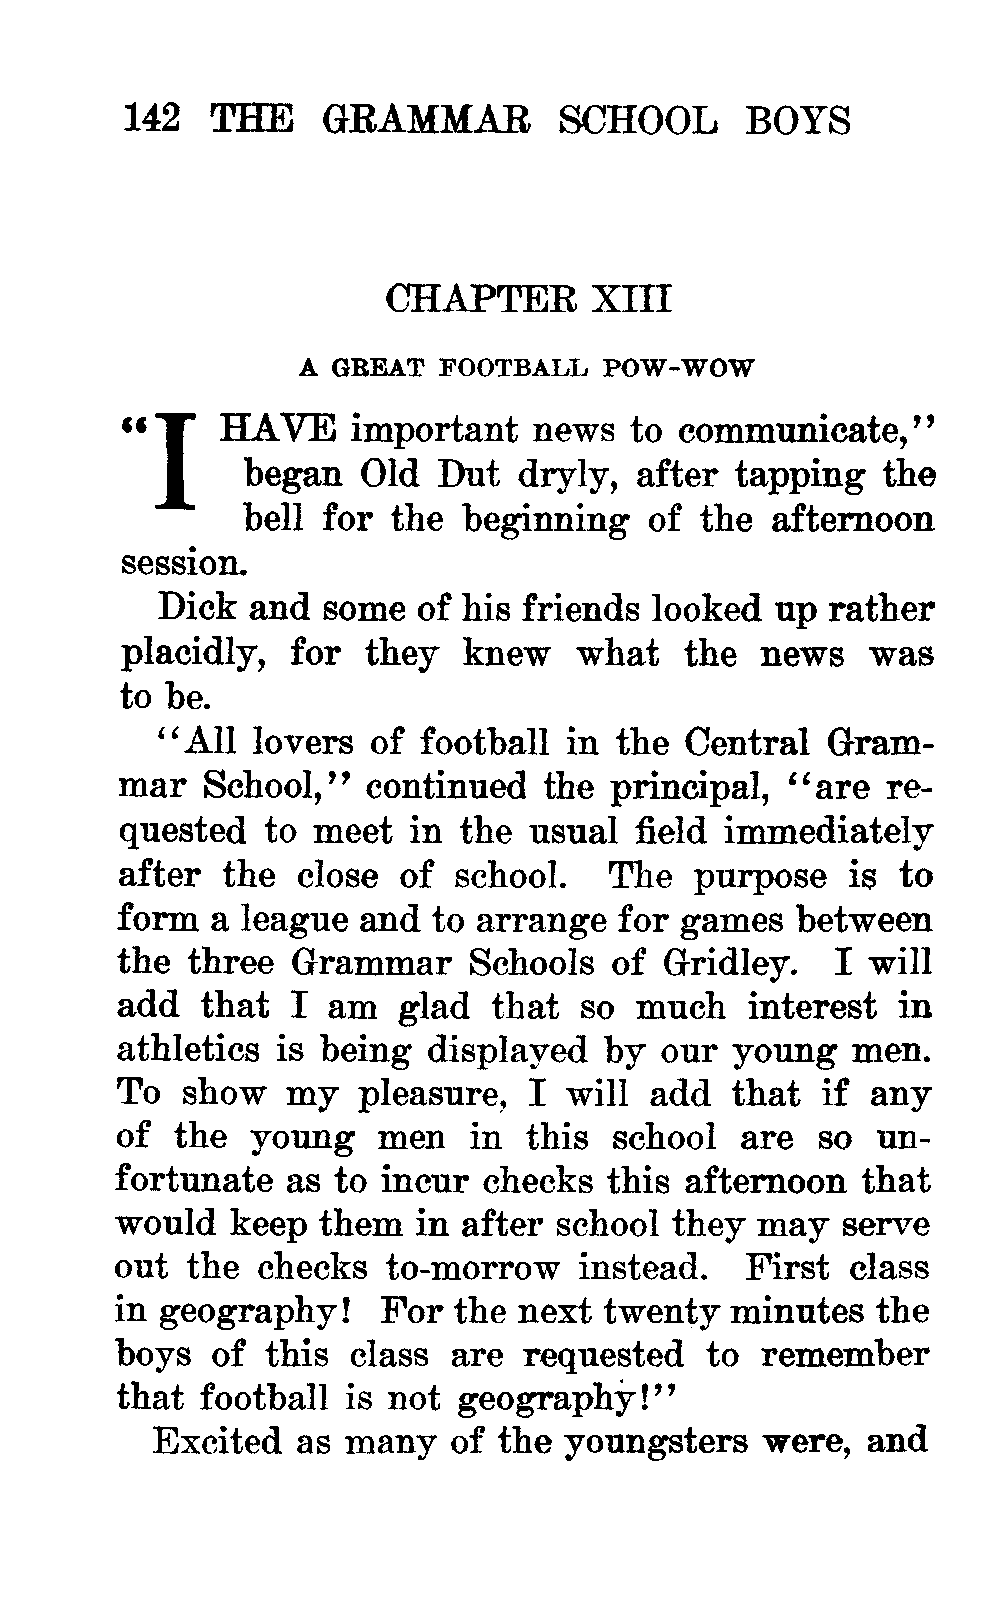 142 THE GRAMMAR SCHOOL BOYS
CHAPTER XIII
A GREAT FOOTBALL POW-WOW
"I HAVE important news to communicate,"
began Old Dut dryly, after tapping the
bell for the beginning of the afternoon
session.
Dick and some of his friends looked up rather
placidly, for they knew what the news was
to be.
"All lovers of football in the Central Gram-
mar School," continued the principal, "are re-
quested to meet in the usual field immediately
after the close of school. The purpose is to
form a league and to arrange for games between
the three Grammar Schools of Gridley. I will
add that I am glad that so much interest in
athletics is being displayed by our young men.
To show my pleasure, I will add that if any
of the young men in this school are so un-
fortunate as to incur checks this afternoon that
would keep them in after school they may serve
out the checks to-morrow instead. First class
in geography! For the next twenty minutes the
boys of this class are requested to remember
that football is not geography!"
Excited as many of the youngsters were, and